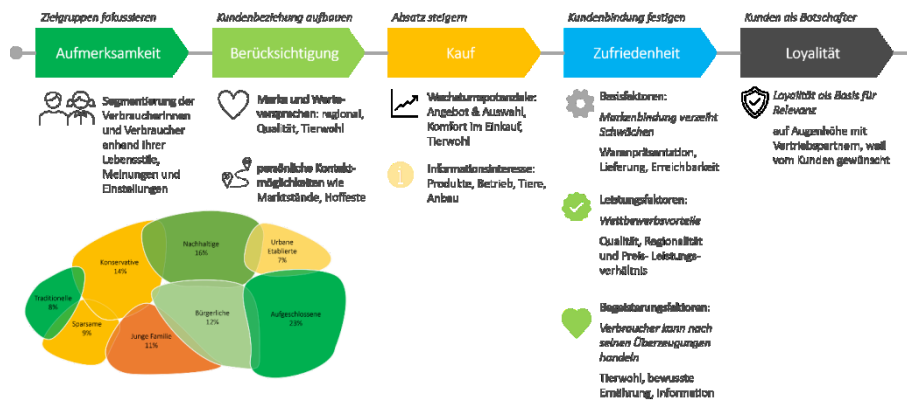 Zielgruppen fokussieren
Kundenbeziehung aufbauen
Absatz steigern
Kundenbindung festigen
Kunden als Botschafter
Aufmerksamkeit
Berücksichtigung
Kauf
Zufriedenheit
Loyalität
Segmentierung der
Verbraucherinnen
und Verbraucher
anhand ihrer
Lebensstile,
Meinungen und
Einstellungen
Marke und Werte-
versprechen: regional,
Qualität, Tierwohl
persönliche Kontakt-
möglichkeiten wie
Marktstände, Hoffeste
Wachstumspotenziale:
Angebot & Auswahl,
Komfort im Einkauf,
Tierwohl
Informationsinteresse:
Produkte, Betrieb, Tiere,
Anbau
Basisfaktoren:
Markenbindung verzeiht
Schwächen
Warenpräsentation,
Lieferung, Erreichbarkeit
Leistungsfaktoren:
Wettbewerbsvorteile
Qualität, Regionalität
und Preis- Leistungs-
verhältnis
Begeisterungsfaktoren:
Verbraucher kann nach
seinen Überzeugungen
handeln
Tierwohl, bewusste
Ernährung, Information
Loyalität als Basis für
Relevanz
auf Augenhöhe mit
Vertriebspartnern, weil
vom Kunden gewünscht
Nachhaltige
16%
Urbane
Etablierte
7%
Konservative
14%
Traditionelle
8%
Sparsame
9%
Junge Familie
11%
Bürgerliche
12%
Aufgeschlossene
23%